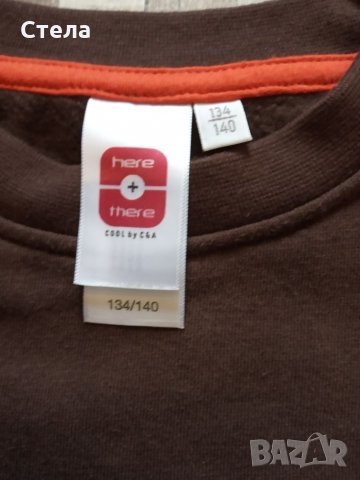 Стела
134
140
here
+
there
COOL by C&A
134/140
BAZAR